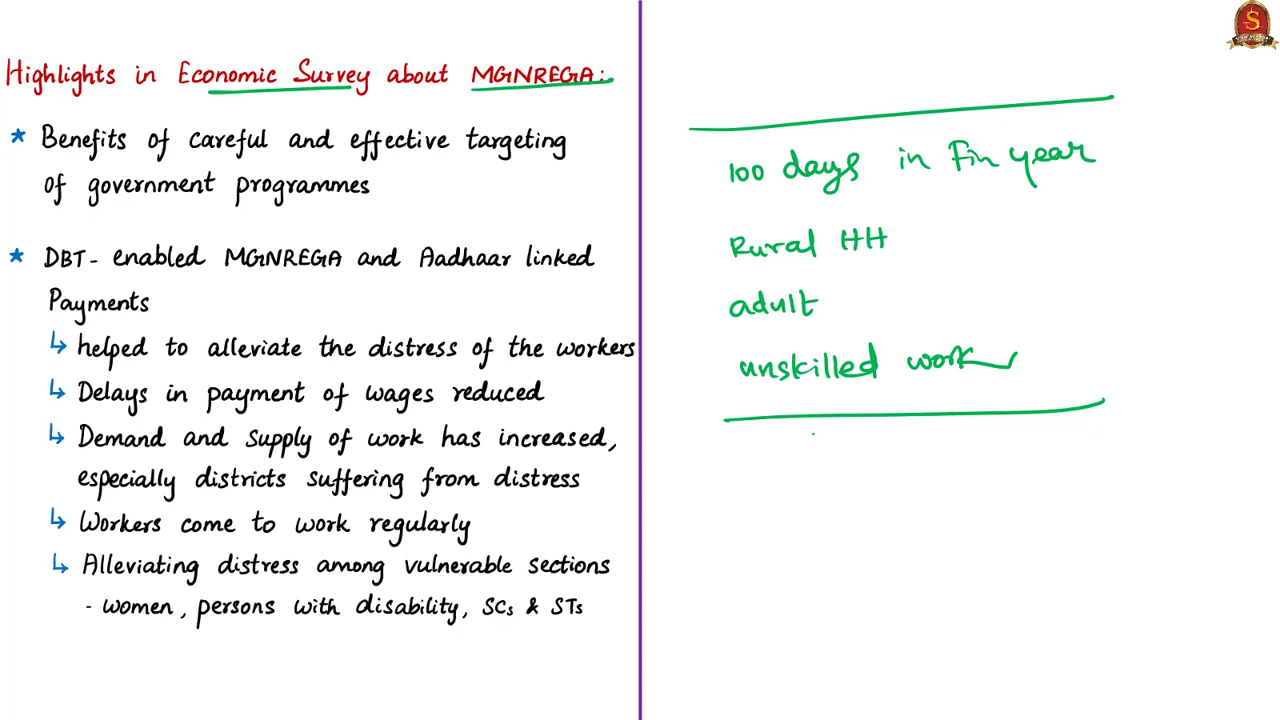 Highlights in Economic Survey about MGNREGA:
* Benefits of careful and effective targeting
of government programmes
* DBT- enabled MGNREGA and Aadhaar linked
Payments
↳ helped to alleviate the distress of the workers
↳ Delays in payment of wages reduced
↳ Demand and supply of work has increased,
especially districts suffering from distress
↳ Workers come to work regularly
↳ Alleviating distress among vulnerable sections
- women, persons with disability, SCs & STs
100 days in Fin year
Rural HH
adult
unskilled work
S